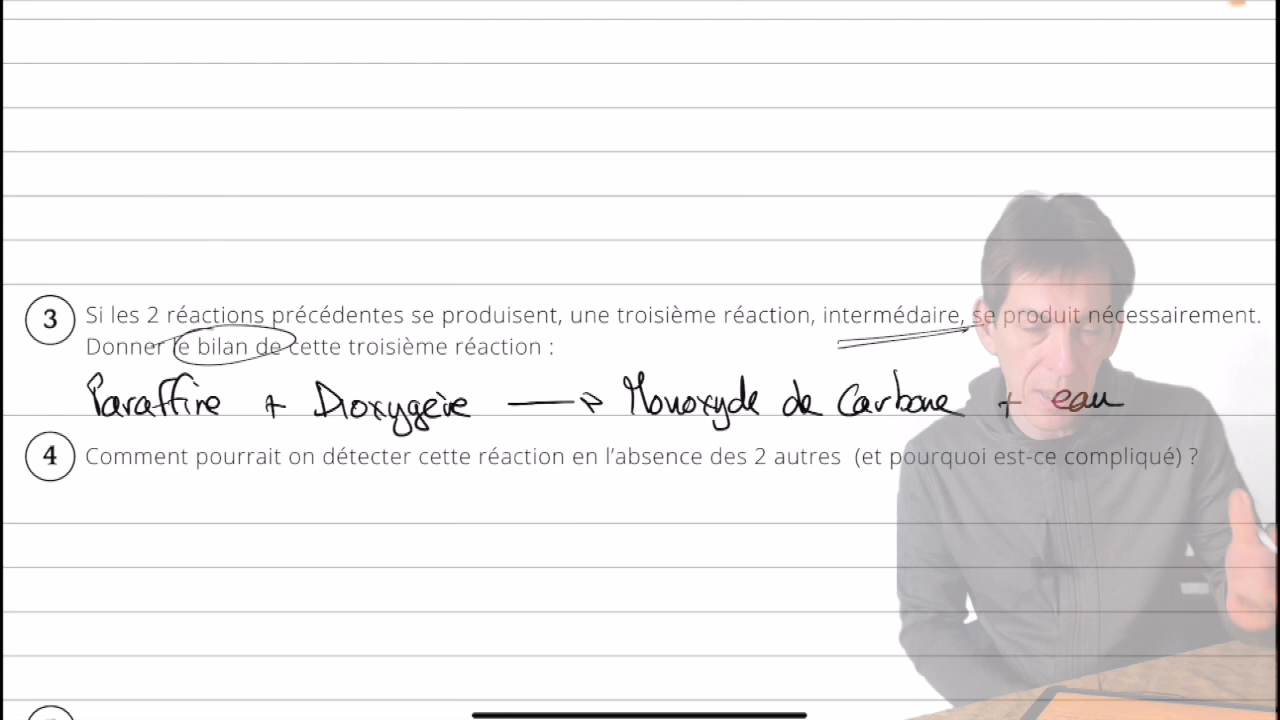 3 Si les 2 réactions précédentes se produisent, une troisième réaction, intermédaire, se produit nécessairement.
Donner le bilan de cette troisième réaction :
Paraffine + Dioxygène → Monoxyde de Carbone + eau
4 Comment pourrait on détecter cette réaction en l'absence des 2 autres (et pourquoi est-ce compliqué) ?